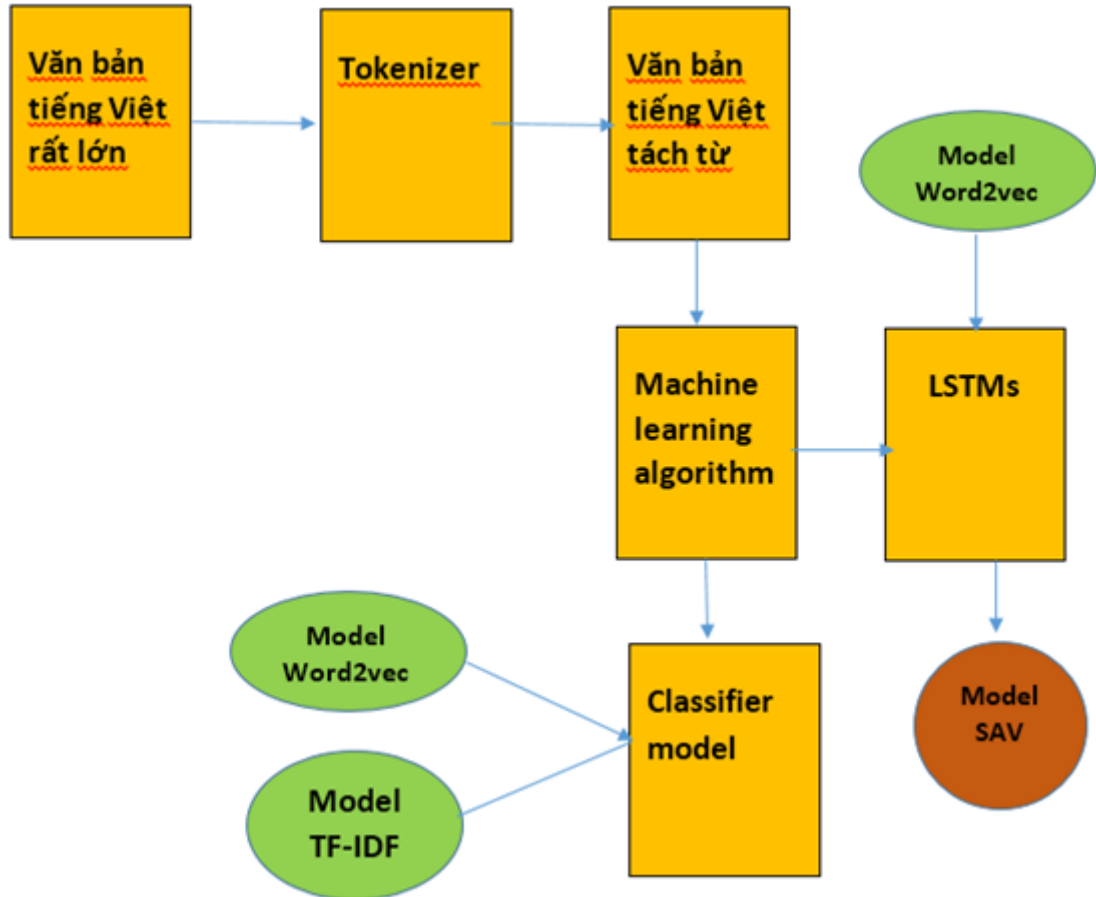 Văn bản
tiếng Việt
rất lớn
Tokenizer
Văn bản
tiếng Việt
tách từ
Model
Word2vec
Machine
learning
algorithm
LSTMs
Model
Word2vec
Classifier
model
Model
SAV
Model
TF-IDF